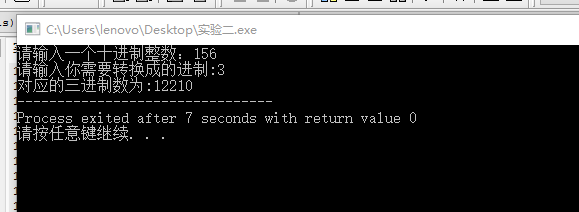 C:\Users\lenovo\Desktop\实验二.exe
请输入一个十进制整数：156
请输入你需要转换成的进制:3
对应的三进制数为:12210
--------------------------------
Process exited after 7 seconds with return value 0
请按任意键继续. . .